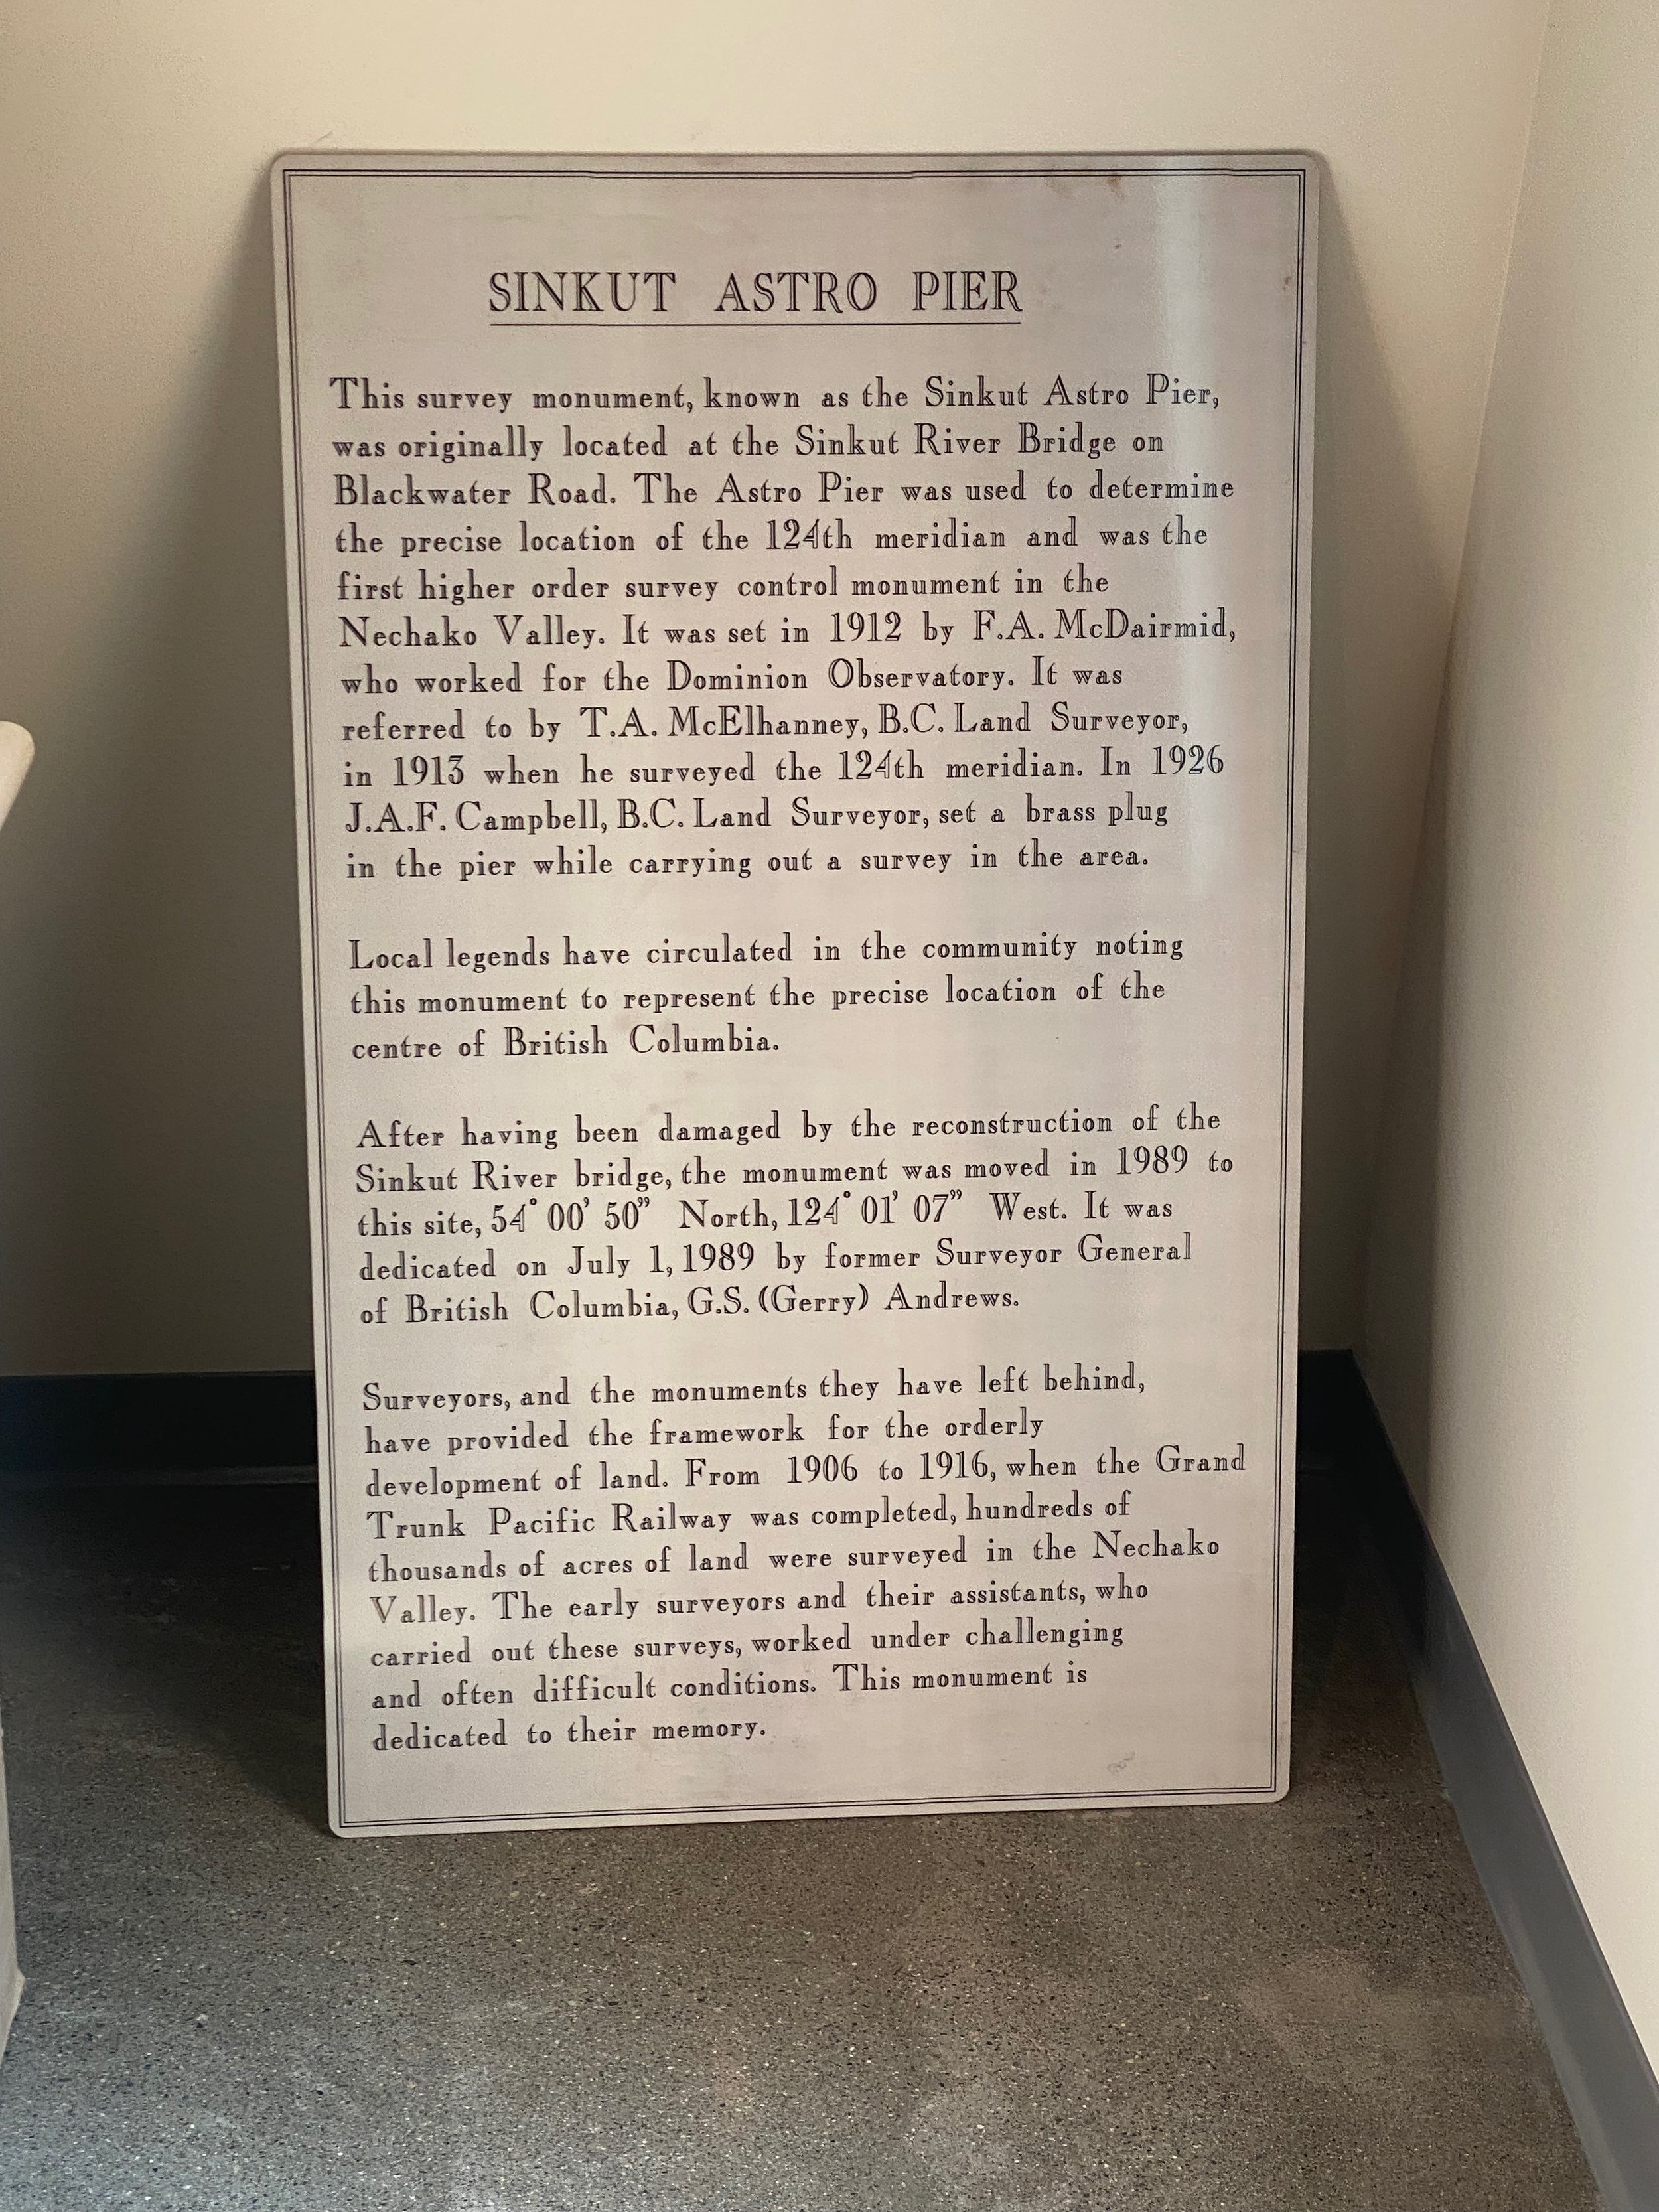 SINKUT ASTRO PIER
This survey monument, known as the Sinkut Astro Pier,
was originally located at the Sinkut River Bridge on
Blackwater Road. The Astro Pier was used to determine
the precise location of the 124th meridian and was the
first higher order survey control monument in the
Nechako Valley. It was set in 1912 by F.A. McDairmid,
who worked for the Dominion Observatory. It was
referred to by T.A. McElhanney, B.C. Land Surveyor,
in 1913 when he surveyed the 124th meridian. In 1926
J.A.F. Campbell, B.C. Land Surveyor, set a brass plug
in the pier while carrying out a survey in the area.
Local legends have circulated in the community noting
this monument to represent the precise location of the
centre of British Columbia.
After having been damaged by the reconstruction of the
Sinkut River bridge, the monument was moved in 1989 to
this site, 54° 00' 50" North, 124° 01' 07" West. It was
dedicated on July 1, 1989 by former Surveyor General
of British Columbia, G.S. (Gerry) Andrews.
Surveyors, and the monuments they have left behind,
have provided the framework for the orderly
development of land. From 1906 to 1916, when the Grand
Trunk Pacific Railway was completed, hundreds of
thousands of acres of land were surveyed in the Nechako
Valley. The early surveyors and their assistants, who
carried out these surveys, worked under challenging
and often difficult conditions. This monument is
dedicated to their memory.